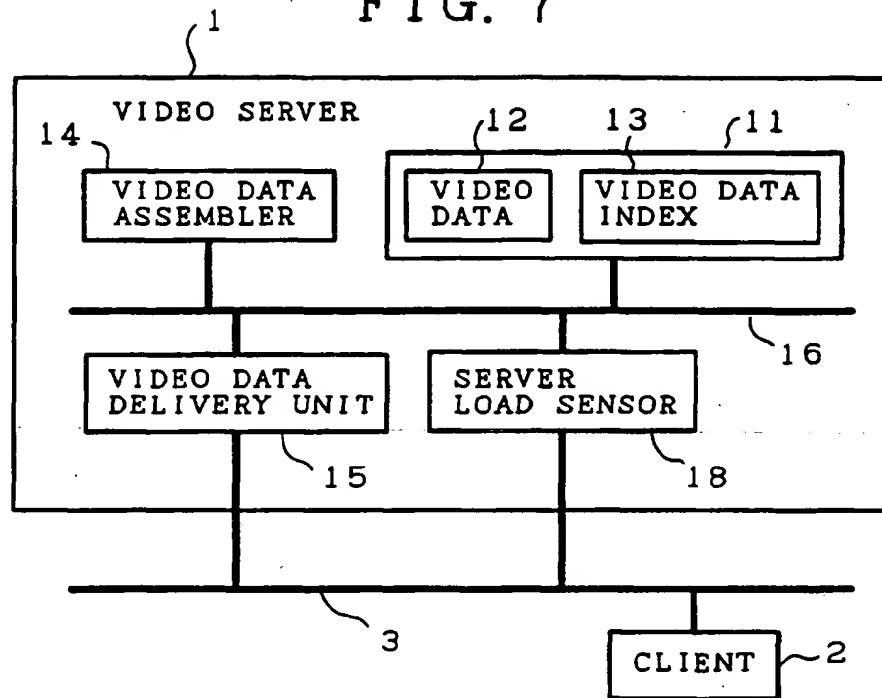 FIG. 7
1
VIDEO SERVER
14
12
13
11
VIDEO DATA
ASSEMBLER
VIDEO
DATA
VIDEO DATA
INDEX
16
VIDEO DATA
DELIVERY UNIT
SERVER
LOAD SENSOR
15
18
3
CLIENT
2